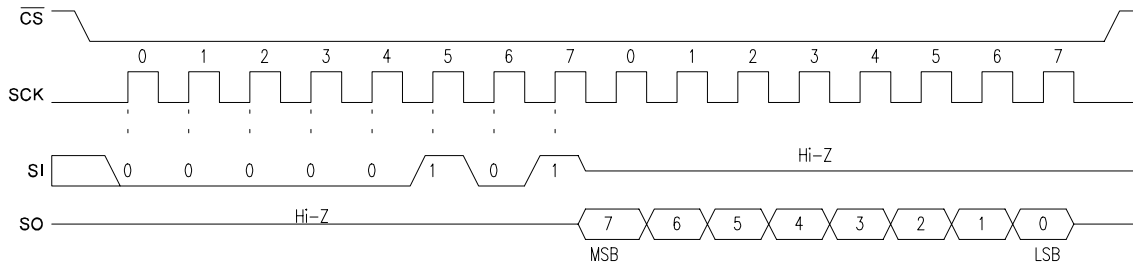 CS
0 1 2 3 4 5 6 7 0 1 2 3 4 5 6 7
SCK
SI 0 0 0 0 0 1 0 1 Hi-Z
SO Hi-Z 7 6 5 4 3 2 1 0
MSB LSB